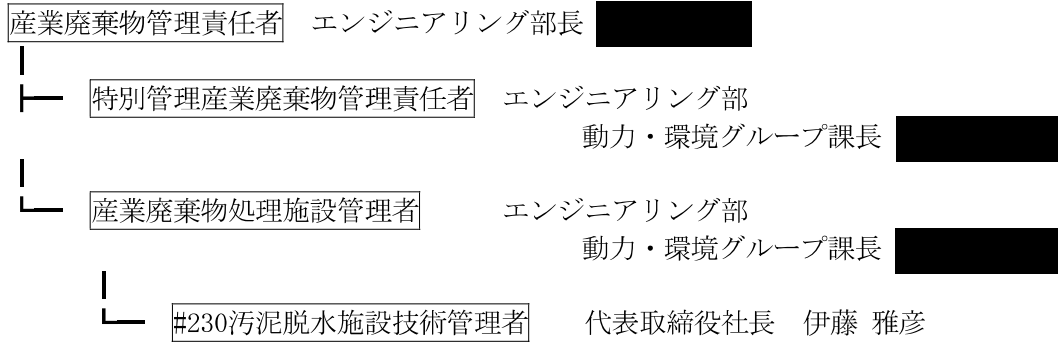 産業廃棄物管理責任者 エンジニアリング部長
特別管理産業廃棄物管理責任者 エンジニアリング部
動力・環境グループ課長
産業廃棄物処理施設管理者 エンジニアリング部
動力・環境グループ課長
#230汚泥脱水施設技術管理者 代表取締役社長 伊藤 雅彦